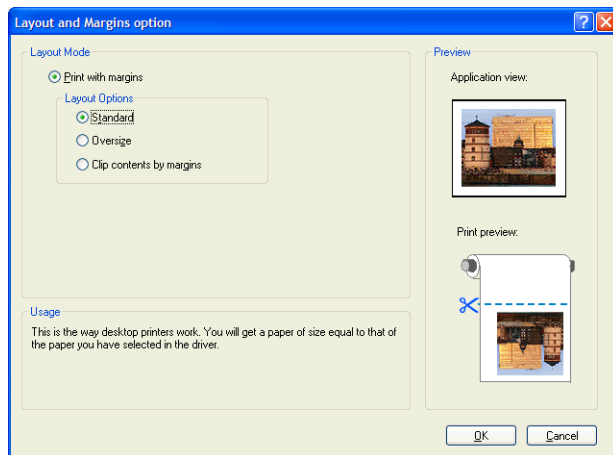 Layout and Margins option
Layout Mode
Print with margins
Layout Options
Standard
Oversize
Clip contents by margins
Usage
This is the way desktop printers work. You will get a paper of size equal to that of
the paper you have selected in the driver.
Preview
Application view:
Print preview:
OK
Cancel